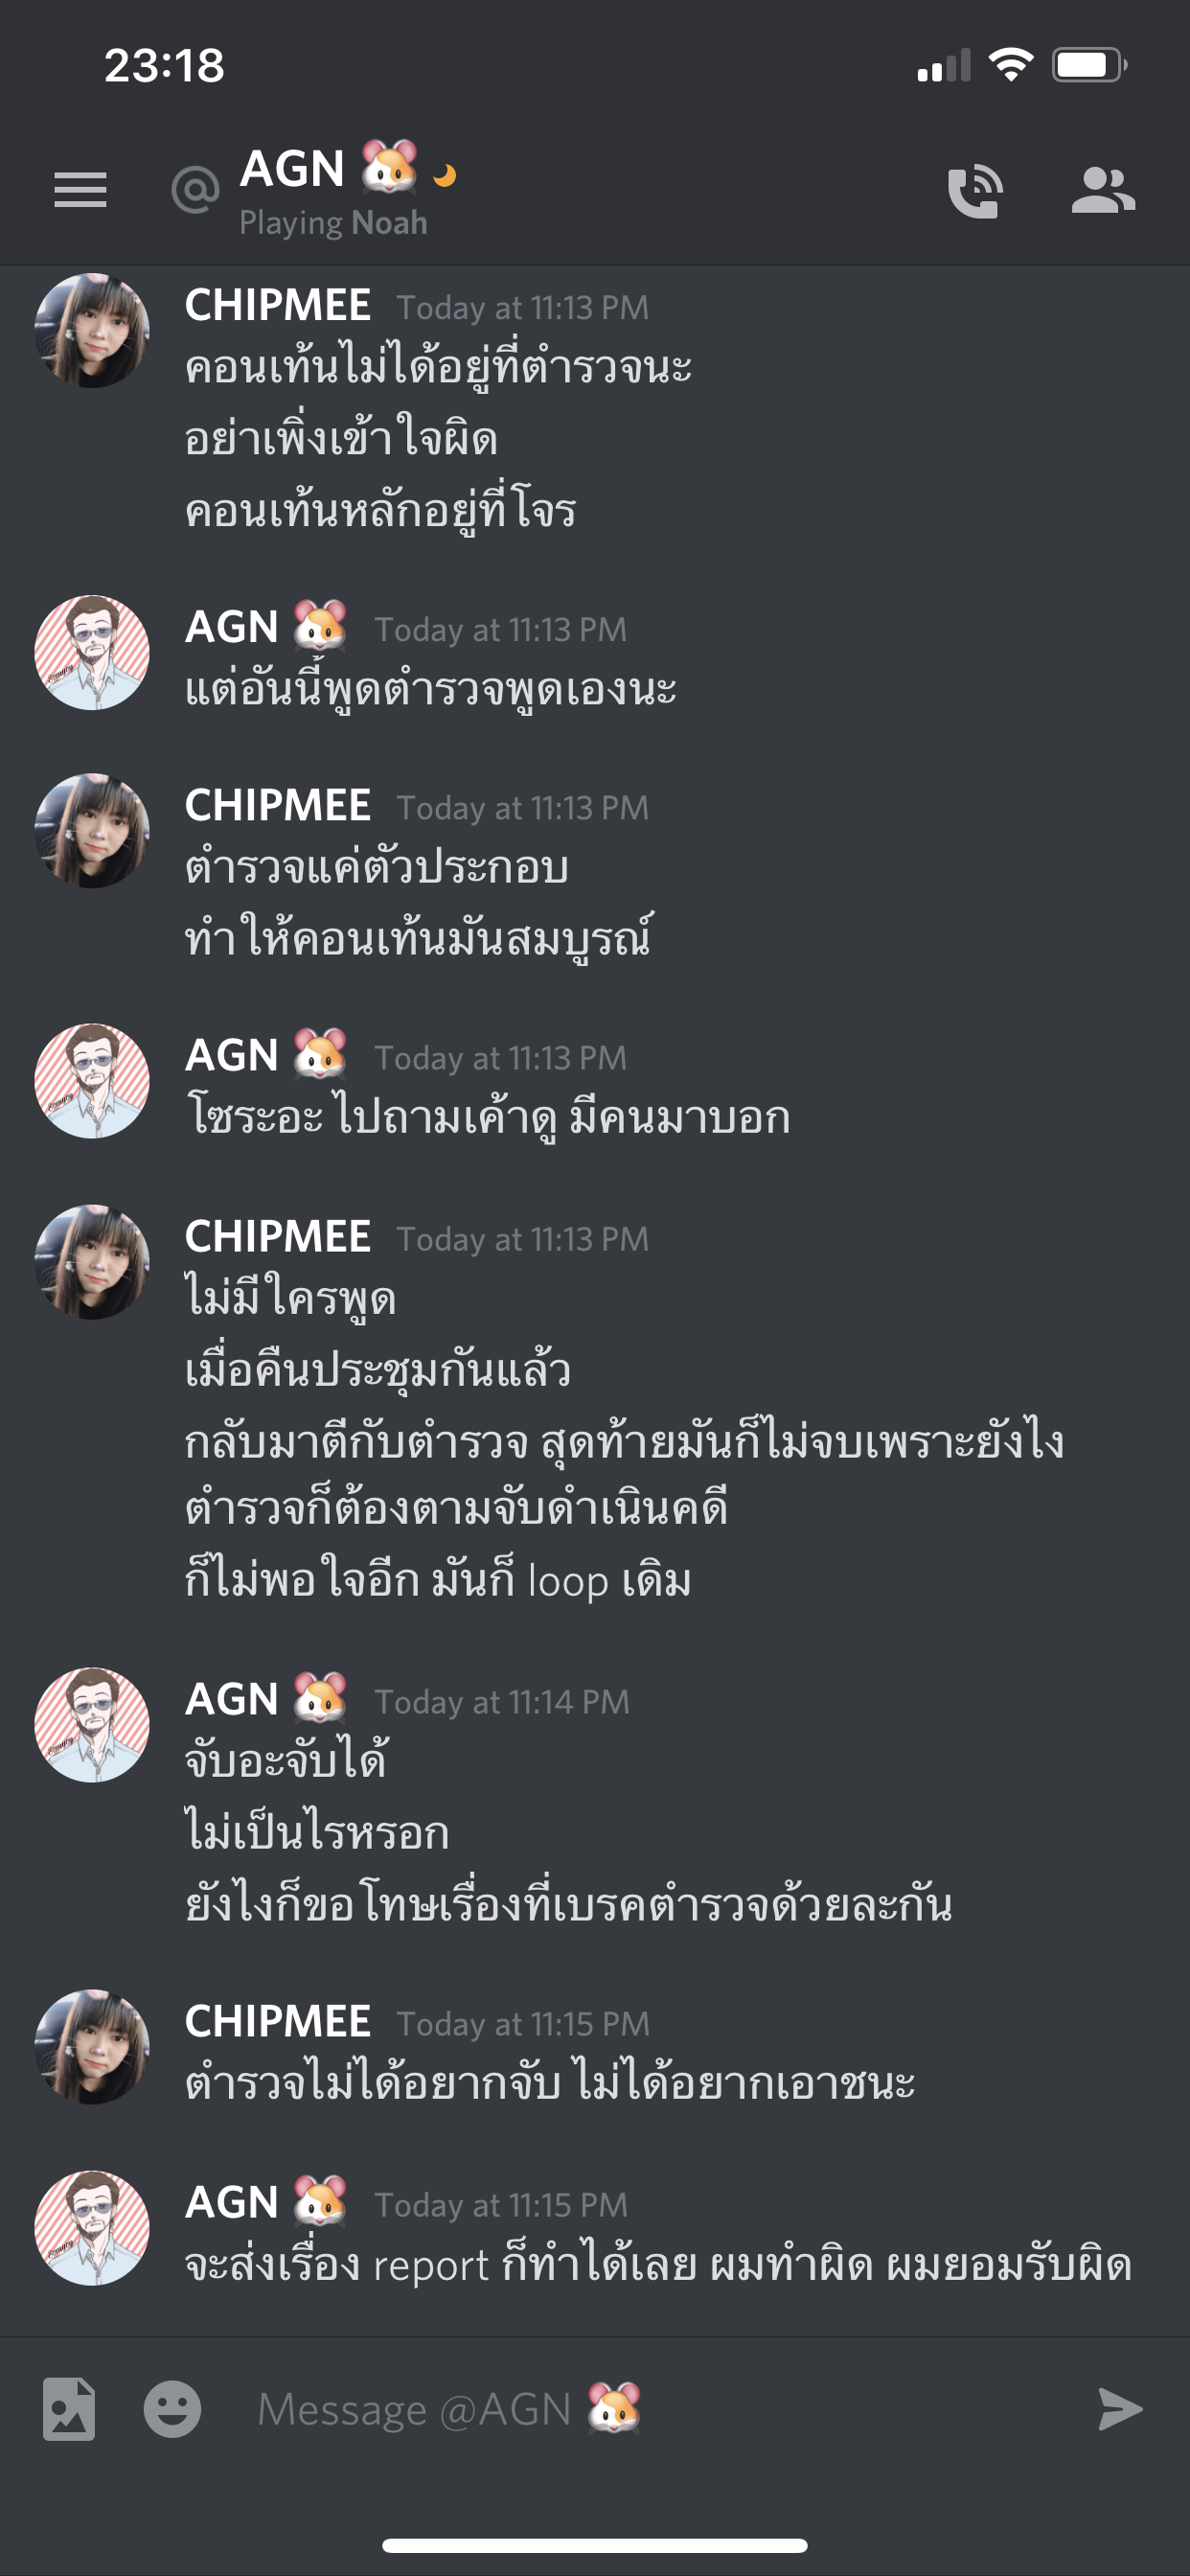 23:18
@ AGN 🐹
Playing Noah
CHIPMEE Today at 11:13 PM
คอนเท้นไม่ได้อยู่ที่ตำรวจนะ
อย่าเพิ่งเข้าใจผิด
คอนเท้นหลักอยู่ที่โจร
AGN 🐹 Today at 11:13 PM
แต่อันนี้พูดตำรวจพูดเองนะ
CHIPMEE Today at 11:13 PM
ตำรวจแค่ตัวประกอบ
ทำให้คอนเท้นมันสมบูรณ์
AGN 🐹 Today at 11:13 PM
โซระอะ ไปถามเค้าดู มีคนมาบอก
CHIPMEE Today at 11:13 PM
ไม่มีใครพูด
เมื่อคืนประชุมกันแล้ว
กลับมาตีกับตำรวจ สุดท้ายมันก็ไม่จบเพราะยังไง
ตำรวจก็ต้องตามจับดำเนินคดี
ก็ไม่พอใจอีก มันก็ loop เดิม
AGN 🐹 Today at 11:14 PM
จับอะจับได้
ไม่เป็นไรหรอก
ยังไงก็ขอโทษเรื่องที่เบรคตำรวจด้วยละกัน
CHIPMEE Today at 11:15 PM
ตำรวจไม่ได้อยากจับ ไม่ได้อยากเอาชนะ
AGN 🐹 Today at 11:15 PM
จะส่งเรื่อง report ก็ทำได้เลย ผมทำผิด ผมยอมรับผิด
Message @AGN 🐹